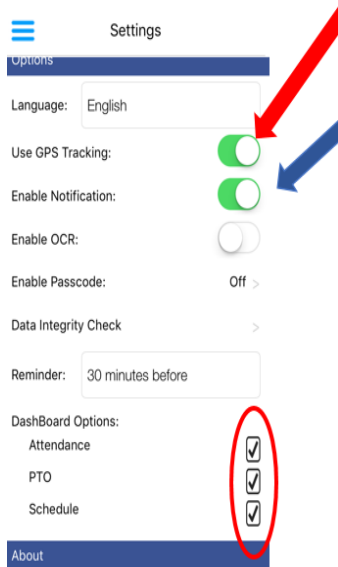 Settings
Options
Language: English
Use GPS Tracking:
Enable Notification:
Enable OCR:
Enable Passcode: Off >
Data Integrity Check >
Reminder: 30 minutes before
DashBoard Options:
Attendance
PTO
Schedule
About